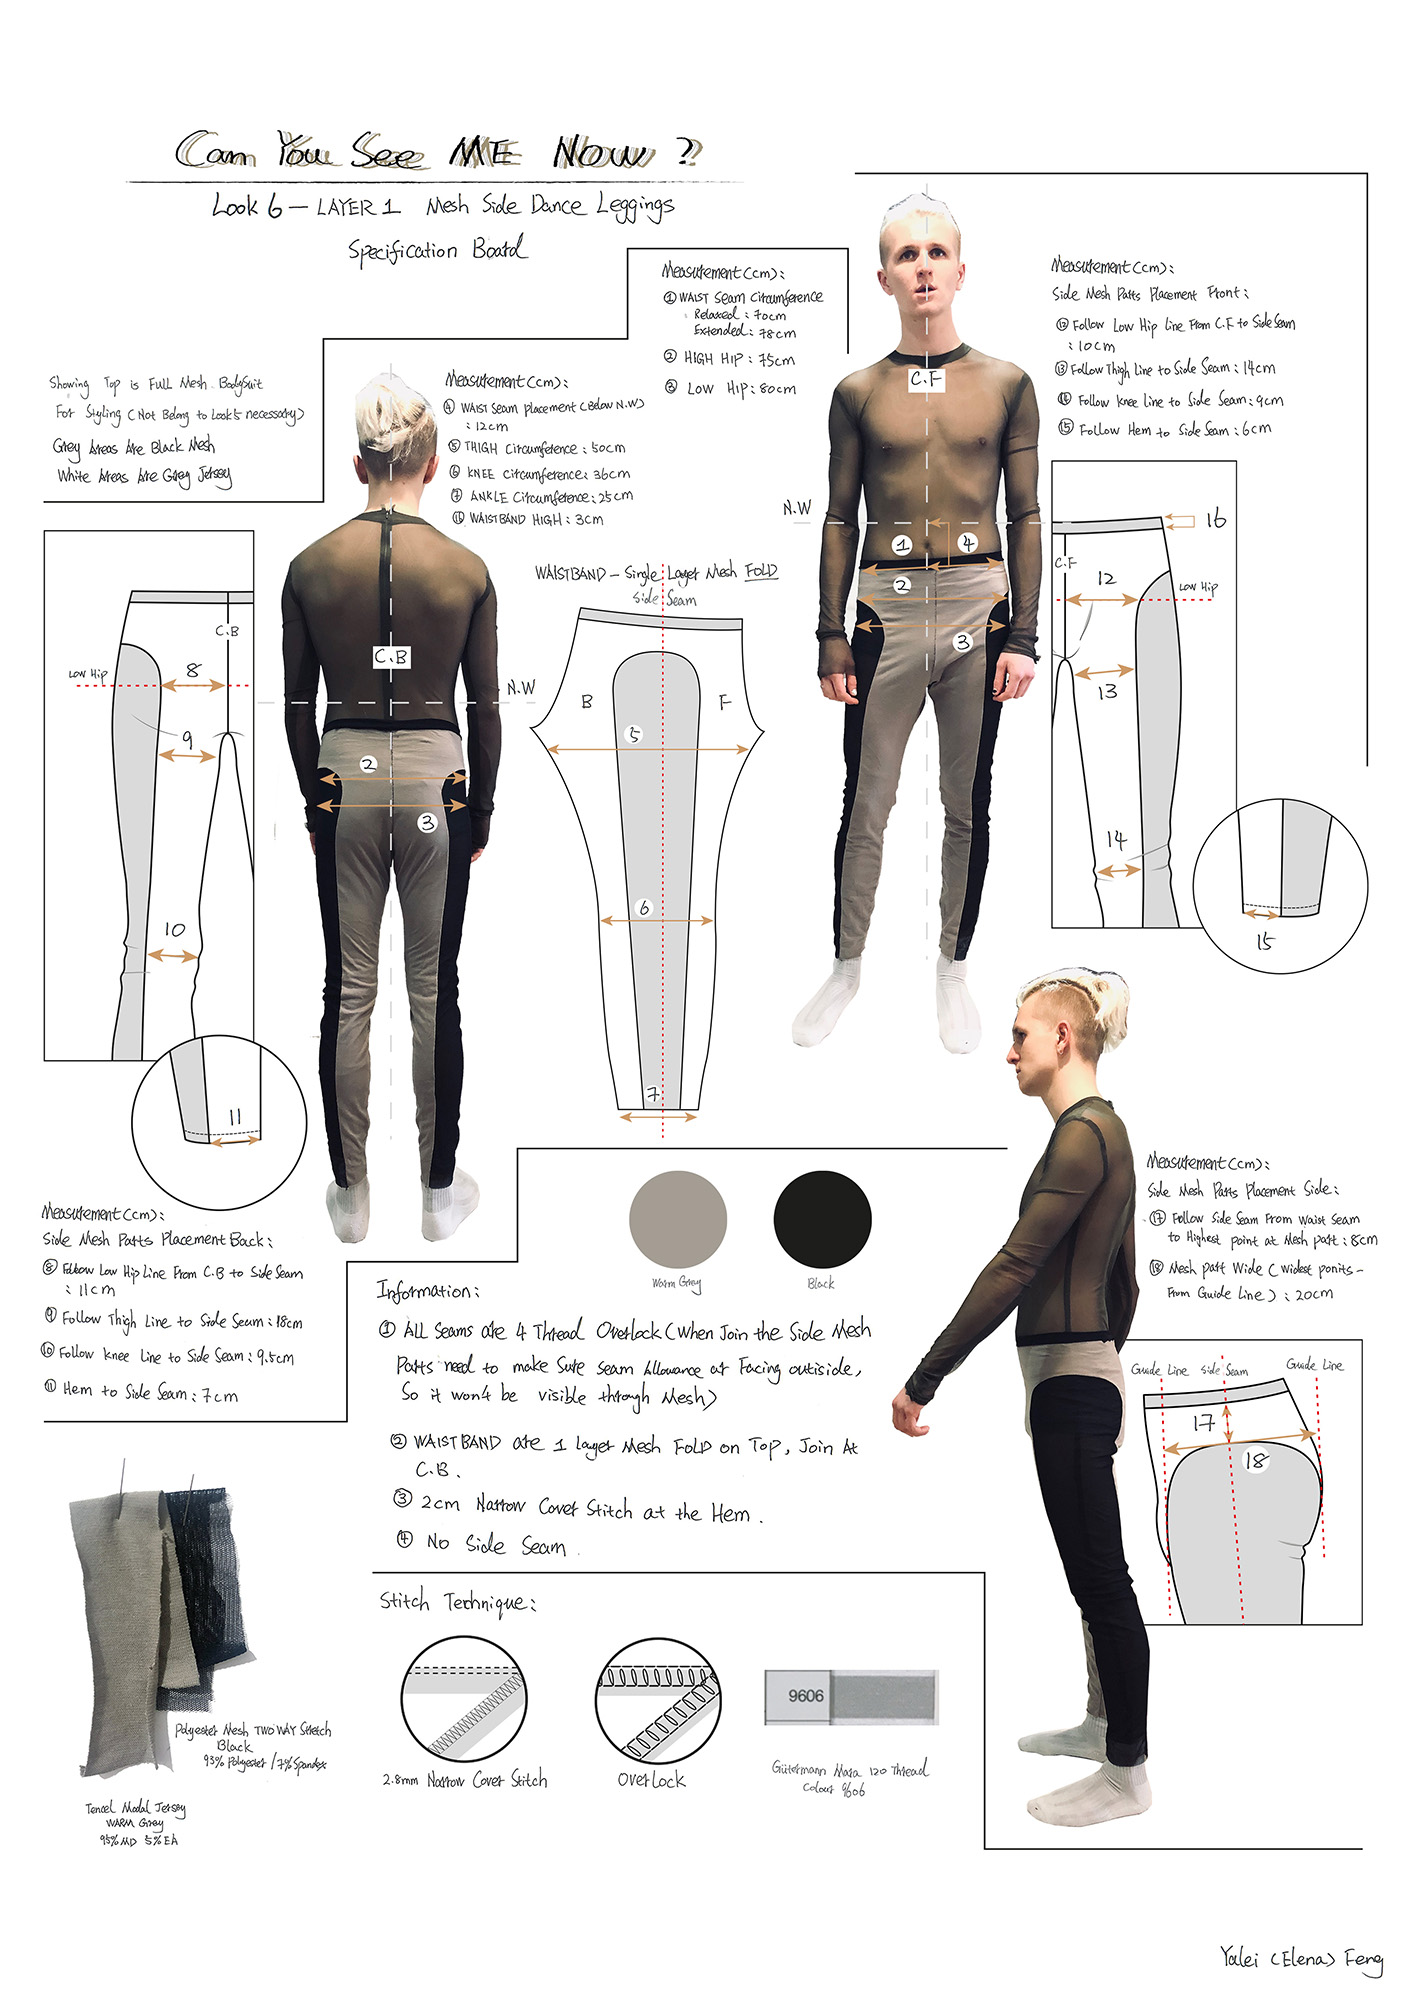 Can You See ME Now ?
Look 6 — LAYER 1 Mesh Side Dance Leggings
Specification Board
Showing Top is Full Mesh BodySuit
For Styling (Not Belong to Look 5 necessary)
Grey Areas Are Black Mesh
White Areas Are Grey Jersey
Measurement (cm):
④ WAIST Seam placement (Below N.W)
: 12cm
⑤ THIGH Circumference : 50cm
⑥ KNEE Circumference : 36cm
⑦ ANKLE Circumference : 25cm
⑯ WAISTBAND HIGH : 3cm
Measurement (cm):
① WAIST Seam Circumference
Relaxed : 70cm
Extended : 78cm
② HIGH HIP : 75cm
③ LOW HIP : 80cm
Measurement (cm):
Side Mesh Parts Placement Front:
⑫ Follow Low Hip Line From C.F to Side Seam
: 10cm
⑬ Follow Thigh Line to Side Seam : 14cm
⑭ Follow Knee line to Side Seam : 9cm
⑮ Follow Hem to Side Seam : 6cm
C.F
N.W
1
4
2
3
C.F
12
Low Hip
13
14
15
16
WAISTBAND — Single Layer Mesh FOLD
Side Seam
B
F
5
6
7
C.B
N.W
2
3
C.B
Low Hip
8
9
10
11
Measurement (cm):
Side Mesh Parts Placement Back:
⑧ Follow Low Hip Line From C.B to Side Seam
: 11cm
⑨ Follow Thigh Line to Side Seam : 18cm
⑩ Follow Knee Line to Side Seam : 9.5cm
⑪ Hem to Side Seam : 7cm
Warm Grey
Black
Information:
① ALL Seams are 4 Thread Overlock (When Join the Side Mesh
Parts need to make Sure Seam Allowance at Facing outiside,
So it won't be visible through Mesh)
② WAISTBAND are 1 layer Mesh FOLD on Top, Join At
C.B.
③ 2cm Narrow Cover Stitch at the Hem.
④ No Side Seam.
Measurement (cm):
Side Mesh Parts Placement Side:
⑰ Follow Side Seam From Waist Seam
to Highest point at Mesh part : 8cm
⑱ Mesh part Wide (Widest ponits -
From Guide Line) : 20cm
Guide Line
Side Seam
Guide Line
17
18
Polyester Mesh TWO WAY Stretch
Black
93% Polyester / 7% Spandex
Tencel Modal Jersey
WARM Grey
95% MD 5% EA
Stitch Technique:
2.8mm Narrow Cover Stitch
Overlock
9606
Gütermann Mara 120 Thread
Colour 9606
Yalei (Elena) Feng